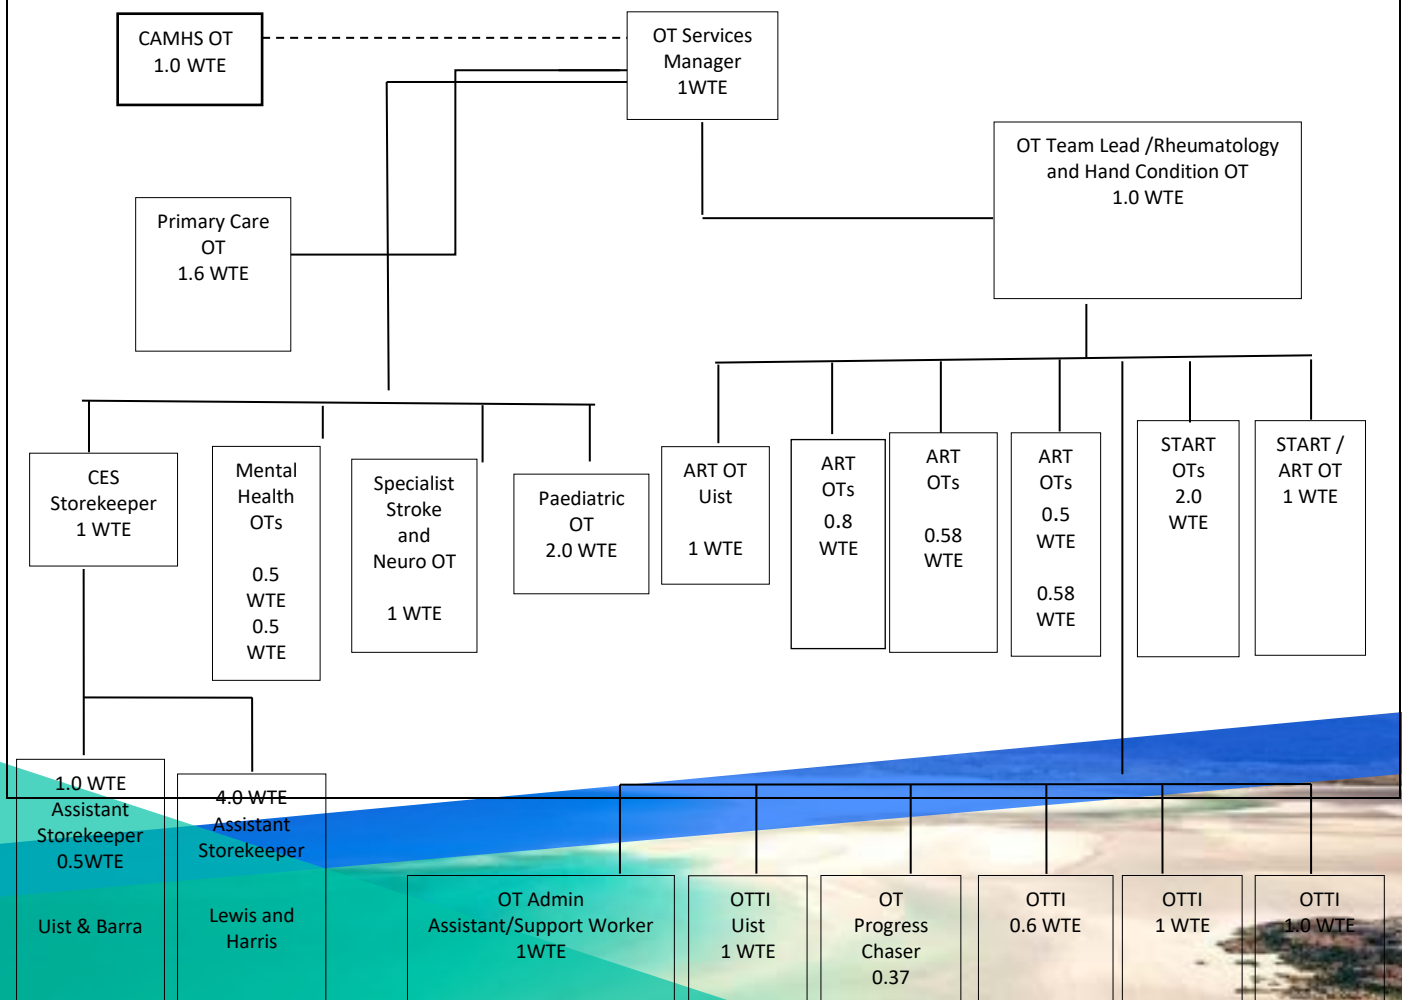 CAMHS OT
1.0 WTE
OT Services
Manager
1WTE
OT Team Lead /Rheumatology
and Hand Condition OT
1.0 WTE
Primary Care
OT
1.6 WTE
CES
Storekeeper
1 WTE
Mental
Health
OTs
0.5
WTE
0.5
WTE
Specialist
Stroke
and
Neuro OT
1 WTE
Paediatric
OT
2.0 WTE
ART OT
Uist
1 WTE
ART
OTs
0.8
WTE
ART
OTs
0.58
WTE
ART
OTs
0.5
WTE
0.58
WTE
START
OTs
2.0
WTE
START /
ART OT
1 WTE
1.0 WTE
Assistant
Storekeeper
0.5WTE
Uist & Barra
4.0 WTE
Assistant
Storekeeper
Lewis and
Harris
OT Admin
Assistant/Support Worker
1WTE
OTTI
Uist
1 WTE
OT
Progress
Chaser
0.37
OTTI
0.6 WTE
OTTI
1 WTE
OTTI
1.0 WTE